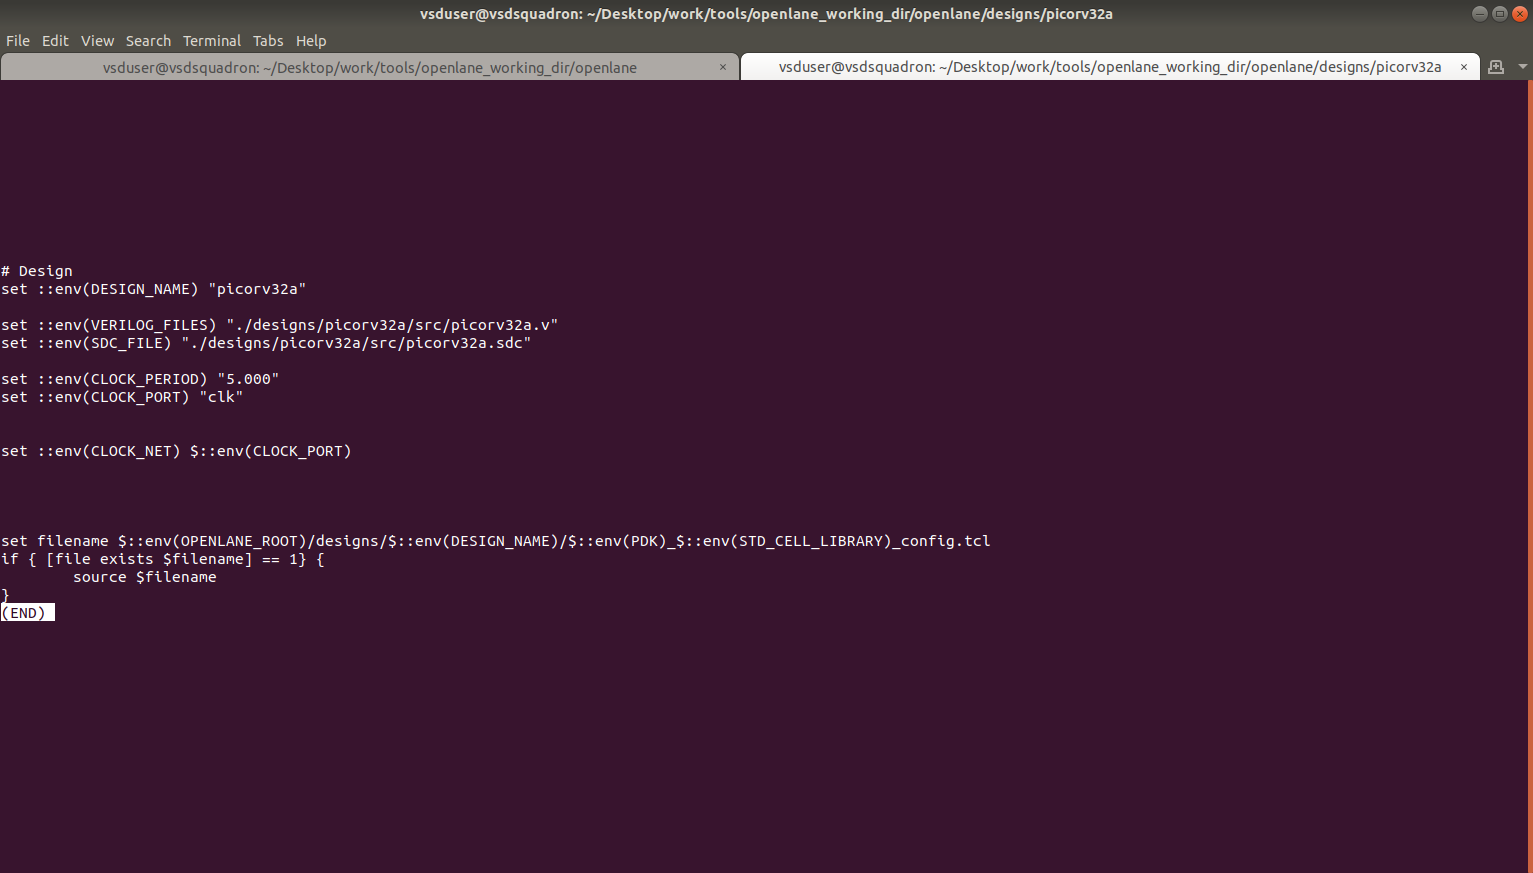 vsduser@vsdsquadron: ~/Desktop/work/tools/openlane_working_dir/openlane/designs/picorv32a
File Edit View Search Terminal Tabs Help
vsduser@vsdsquadron: ~/Desktop/work/tools/openlane_working_dir/openlane
vsduser@vsdsquadron: ~/Desktop/work/tools/openlane_working_dir/openlane/designs/picorv32a
# Design
set ::env(DESIGN_NAME) "picorv32a"
set ::env(VERILOG_FILES) "./designs/picorv32a/src/picorv32a.v"
set ::env(SDC_FILE) "./designs/picorv32a/src/picorv32a.sdc"
set ::env(CLOCK_PERIOD) "5.000"
set ::env(CLOCK_PORT) "clk"
set ::env(CLOCK_NET) $::env(CLOCK_PORT)
set filename $::env(OPENLANE_ROOT)/designs/$::env(DESIGN_NAME)/$::env(PDK)_$::env(STD_CELL_LIBRARY)_config.tcl
if { [file exists $filename] == 1} {
        source $filename
}
(END)